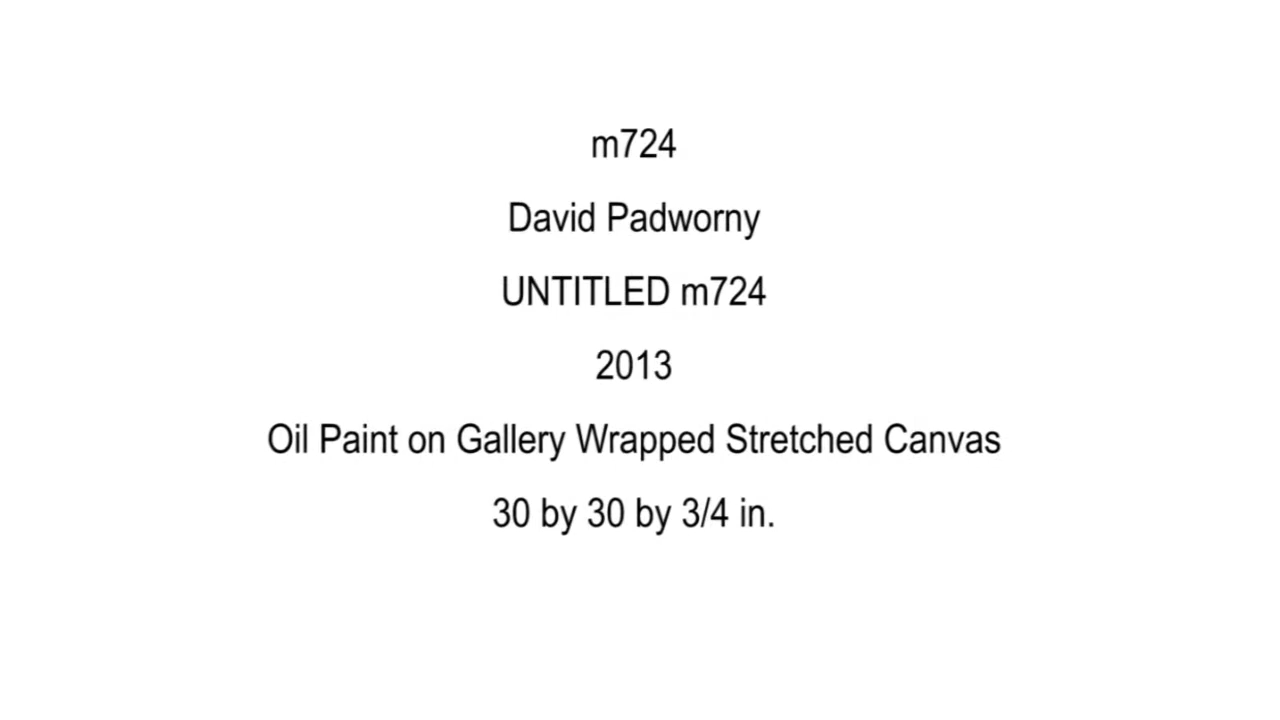 m724
David Padworny
UNTITLED m724
2013
Oil Paint on Gallery Wrapped Stretched Canvas
30 by 30 by 3/4 in.